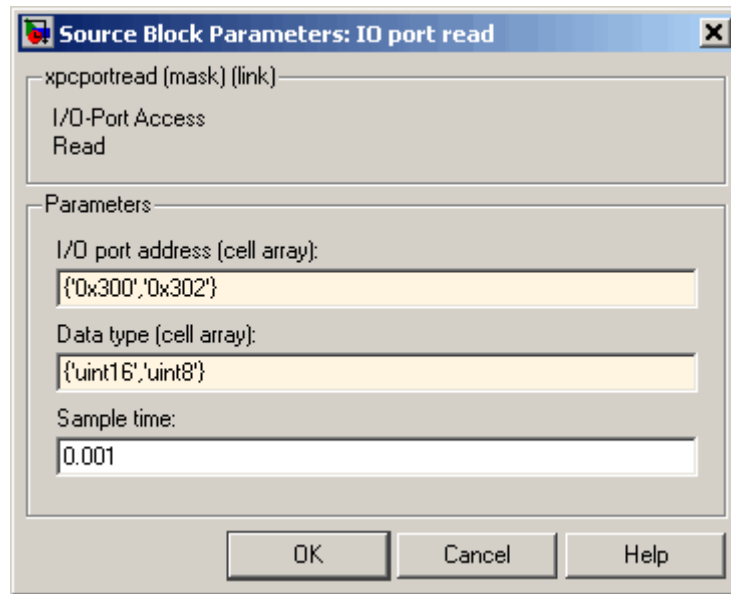 Source Block Parameters: IO port read
xpcportread (mask) (link)
I/O-Port Access
Read
Parameters
I/O port address (cell array):
{'0x300','0x302'}
Data type (cell array):
{'uint16','uint8'}
Sample time:
0.001
OK
Cancel
Help